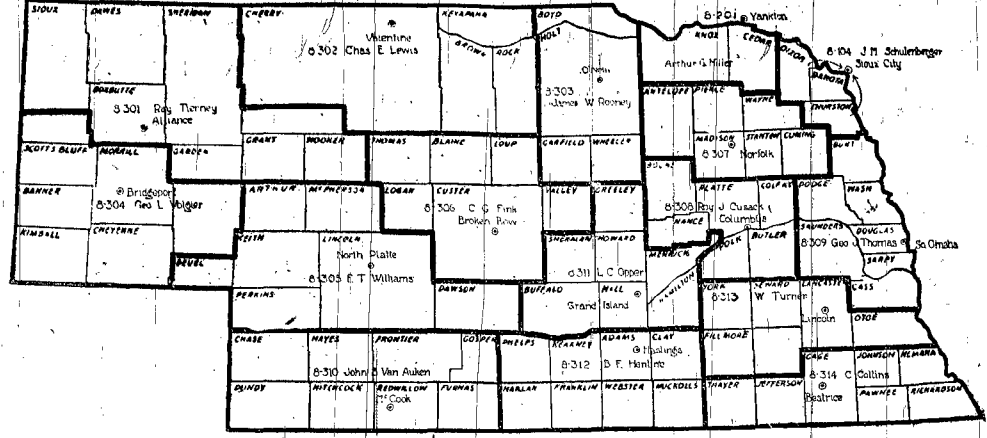 SIOUX DAWES SHERIDAN CHERRY KEYAPAHA BOYD
HOLT
8-201 Yankton
KNOX CEDAR DIXON
DAKOTA
8-104 J M Schulenberger
Sioux City
Valentine
8-302 Chas E Lewis
BROWN ROCK
O'Neill
8-303
James W Rooney
Arthur G Miller
ANTELOPE PIERCE
WAYNE
THURSTON
BOXBUTTE
8-301 Ray Tierney
Alliance
GRANT HOOKER THOMAS BLAINE LOUP GARFIELD WHEELER
MADISON STANTON CUMING BURT
8-307 Norfolk
SCOTTS BLUFF MORRILL GARDEN
BANNER
Bridgeport
8-304 Geo L
ARTHUR McPHERSON LOGAN CUSTER
8-306 C G Fink
Broken Bow
VALLEY GREELEY
BOONE
PLATTE COLFAX DODGE WASH
8-308 Roy J Cusack
Columbus
NANCE
KIMBALL CHEYENNE
DEUEL
KEITH LINCOLN
North Platte
8-305 E T Williams
SHERMAN HOWARD
MERRICK
POLK BUTLER
SAUNDERS DOUGLAS
8-309 Geo J Thomas So Omaha
SARPY
8-311 L C Opper
PERKINS
DAWSON BUFFALO HALL
Grand Island
HAMILTON
YORK SEWARD LANCASTER CASS
8-313 W Turner
Lincoln
OTOE
CHASE HAYES FRONTIER GOSPER PHELPS KEARNEY ADAMS CLAY FILLMORE
Hastings
8-310 John B Van Auken
8-312 B F
GAGE JOHNSON NEMAHA
8-314 C Collins
Beatrice
DUNDY HITCHCOCK REDWILLOW FURNAS HARLAN FRANKLIN WEBSTER NUCKOLLS THAYER JEFFERSON PAWNEE RICHARDSON
McCook